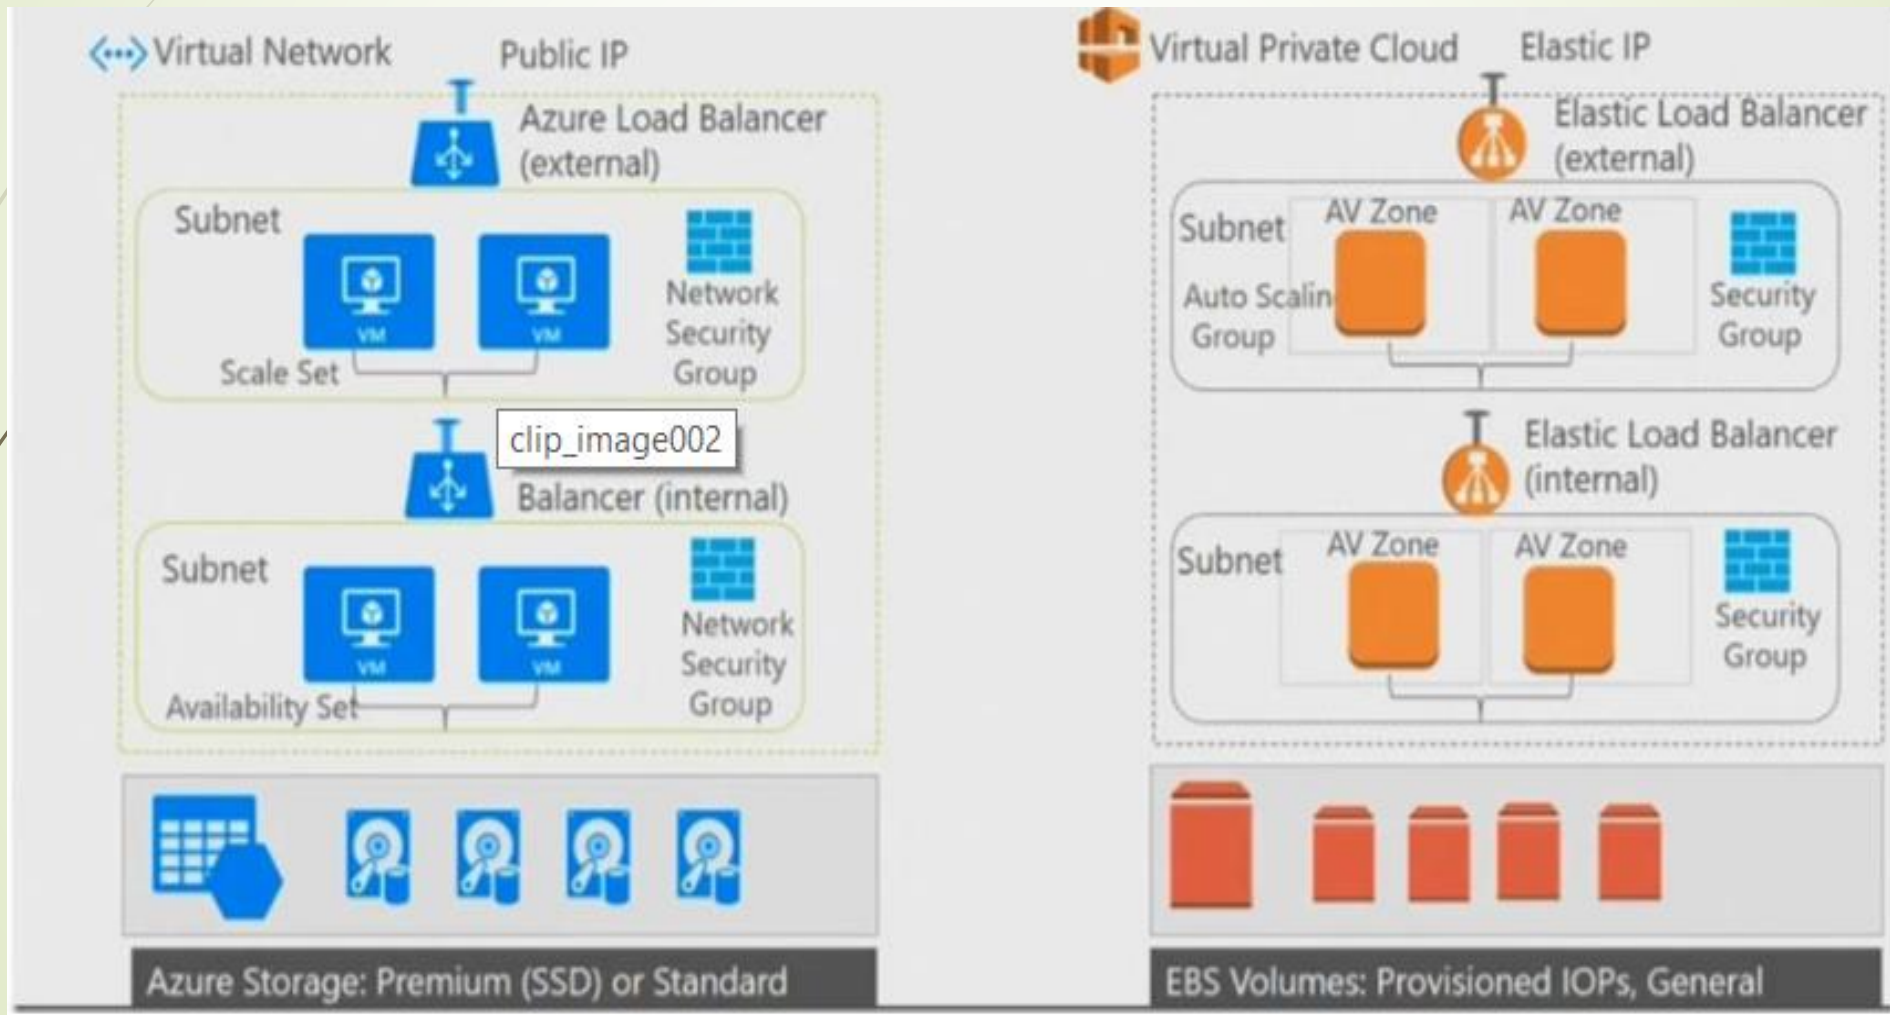 Virtual Network
Public IP
Azure Load Balancer
(external)
Subnet
VM
VM
Scale Set
Network
Security
Group
clip_image002
Balancer (internal)
Subnet
VM
VM
Availability Set
Network
Security
Group
Azure Storage: Premium (SSD) or Standard
Virtual Private Cloud
Elastic IP
Elastic Load Balancer
(external)
Subnet
AV Zone
AV Zone
Auto Scalin
Group
Security
Group
Elastic Load Balancer
(internal)
Subnet
AV Zone
AV Zone
Security
Group
EBS Volumes: Provisioned IOPs, General